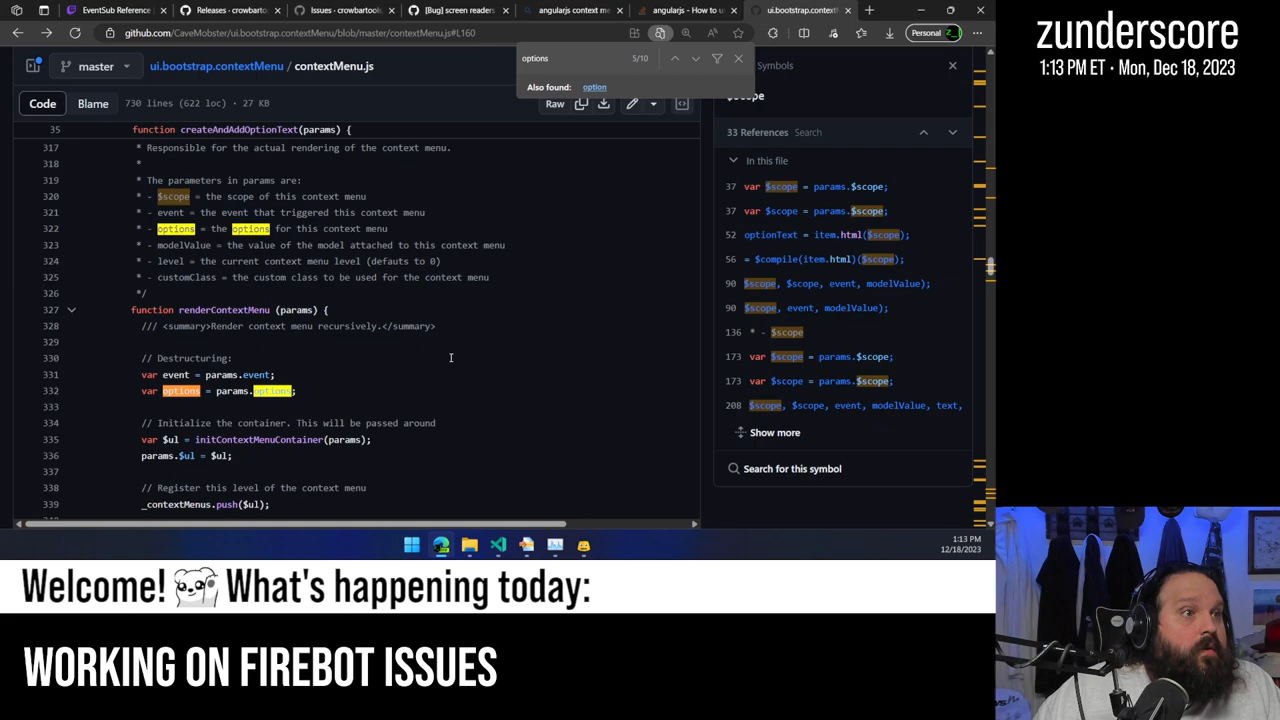 EventSub Reference
Releases · crowbarto
Issues · crowbartools
[Bug] screen readers
angularjs context me
angularjs - How to u
ui.bootstrap.context
github.com/CaveMobster/ui.bootstrap.contextMenu/blob/master/contextMenu.js#L160
Personal
options
5/10
Also found: option
master
ui.bootstrap.contextMenu / contextMenu.js
Symbols
$scope
Code
Blame
730 lines (622 loc) · 27 KB
Raw
35 function createAndAddOptionText(params) {
317 * Responsible for the actual rendering of the context menu.
318 *
319 * The parameters in params are:
320 * - $scope = the scope of this context menu
321 * - event = the event that triggered this context menu
322 * - options = the options for this context menu
323 * - modelValue = the value of the model attached to this context menu
324 * - level = the current context menu level (defauts to 0)
325 * - customClass = the custom class to be used for the context menu
326 */
327 function renderContextMenu (params) {
328 /// <summary>Render context menu recursively.</summary>
329
330 // Destructuring:
331 var event = params.event;
332 var options = params.options;
333
334 // Initialize the container. This will be passed around
335 var $ul = initContextMenuContainer(params);
336 params.$ul = $ul;
337
338 // Register this level of the context menu
339 _contextMenus.push($ul);
33 References Search
In this file
37 var $scope = params.$scope;
37 var $scope = params.$scope;
52 optionText = item.html($scope);
56 = $compile(item.html)($scope);
90 $scope, $scope, event, modelValue);
90 $scope, event, modelValue);
136 * - $scope
173 var $scope = params.$scope;
173 var $scope = params.$scope;
208 $scope, $scope, event, modelValue, text,
Show more
Search for this symbol
1:13 PM
12/18/2023
zunderscore
1:13 PM ET • Mon, Dec 18, 2023
Welcome! What's happening today:
WORKING ON FIREBOT ISSUES